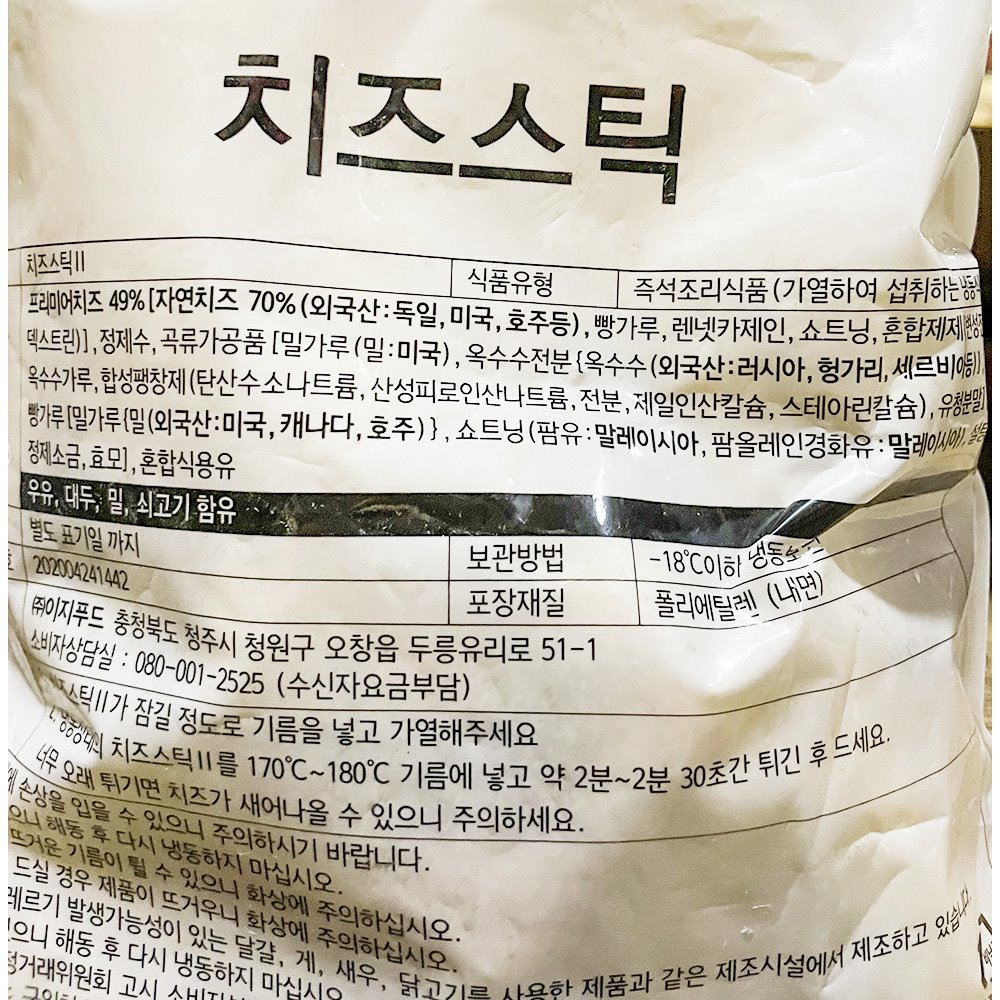 치즈스틱
치즈스틱II 식품유형 즉석조리식품(가열하여 섭취하는
프리미어치즈 49%[자연치즈 70%(외국산:독일,미국,호주등),빵가루,렌넷카제인,쇼트닝,혼합제제
덱스트린)],정제수,곡류가공품[밀가루(밀:미국),옥수수전분{옥수수(외국산:러시아,헝가리,세르비아등)
옥수수가루,합성팽창제(탄산수소나트륨,산성피로인산나트륨,전분,제일인산칼슘,스테아린칼슘),유청분말
빵가루[밀가루{밀(외국산:미국,캐나다,호주)},쇼트닝(팜유:말레이시아,팜올레인경화유:말레이시아),
정제소금,효모],혼합식용유
우유, 대두, 밀, 쇠고기 함유
별도 표기일 까지 보관방법 -18℃이하
202004241442 포장재질 폴리에틸렌 (내면)
㈜이지푸드 충청북도 청주시 청원구 오창읍 두릉유리로 51-1
소비자상담실 : 080-001-2525 (수신자요금부담)
가 잠길 정도로 기름을 넣고 가열해주세요
치즈스틱II를 170℃~180℃ 기름에 넣고 약 2분~2분 30초간 튀긴 후 드세요.
너무 오래 튀기면 치즈가 새어나올 수 있으니 주의하세요.
손상을 입을 수 있으니 주의하시기 바랍니다.
해동 후 다시 냉동하지 마십시오.
뜨거운 기름이 튈 수 있으니 화상에 주의하십시오.
드실 경우 제품이 뜨거우니 화상에 주의하십시오.
발생가능성이 있는 달걀, 게, 새우, 닭고기를 사용한 제품과 같은 제조시설에서 제조하고 있습니다.
해동 후 다시 냉동하지 마십시오
고시